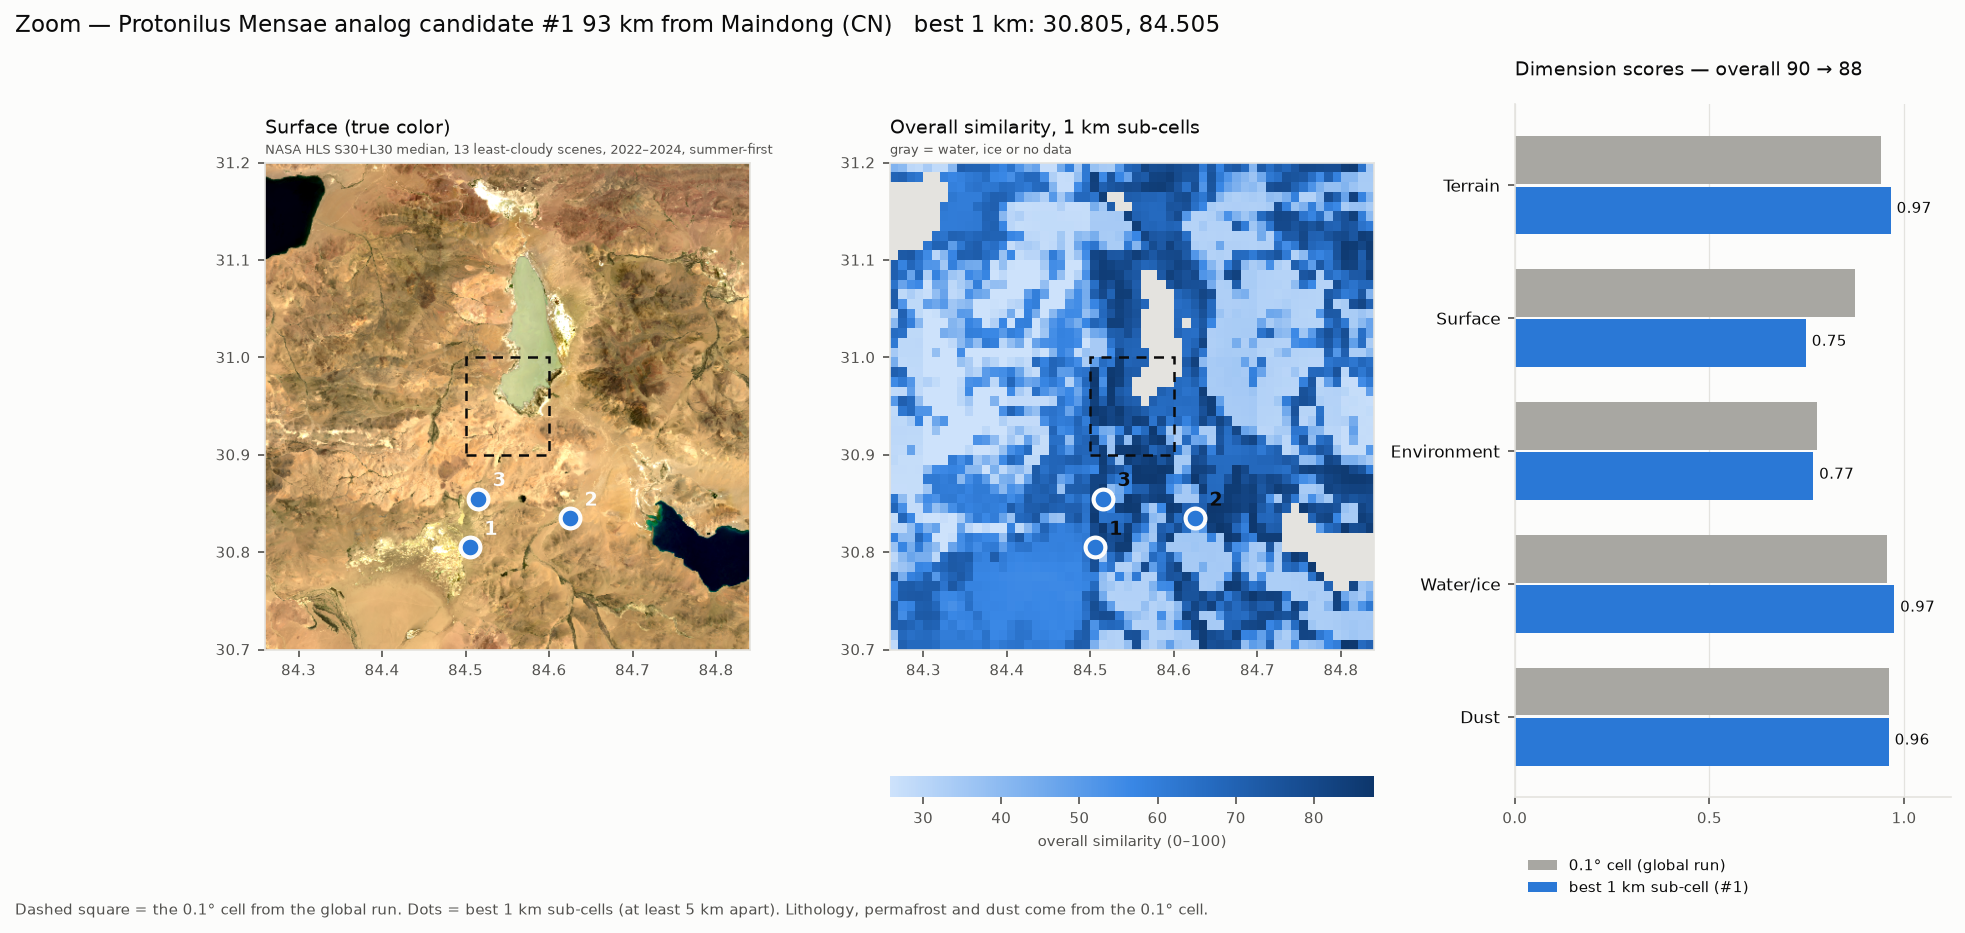 Zoom — Protonilus Mensae analog candidate #1 93 km from Maindong (CN)   best 1 km: 30.805, 84.505
Surface (true color)
NASA HLS S30+L30 median, 13 least-cloudy scenes, 2022–2024, summer-first
31.2
31.1
31.0
30.9
30.8
30.7
84.3 84.4 84.5 84.6 84.7 84.8
3
2
1
Overall similarity, 1 km sub-cells
gray = water, ice or no data
31.2
31.1
31.0
30.9
30.8
30.7
84.3 84.4 84.5 84.6 84.7 84.8
3
2
1
30 40 50 60 70 80
overall similarity (0–100)
Dimension scores — overall 90 → 88
Terrain 0.97
Surface 0.75
Environment 0.77
Water/ice 0.97
Dust 0.96
0.0 0.5 1.0
0.1° cell (global run)
best 1 km sub-cell (#1)
Dashed square = the 0.1° cell from the global run. Dots = best 1 km sub-cells (at least 5 km apart). Lithology, permafrost and dust come from the 0.1° cell.